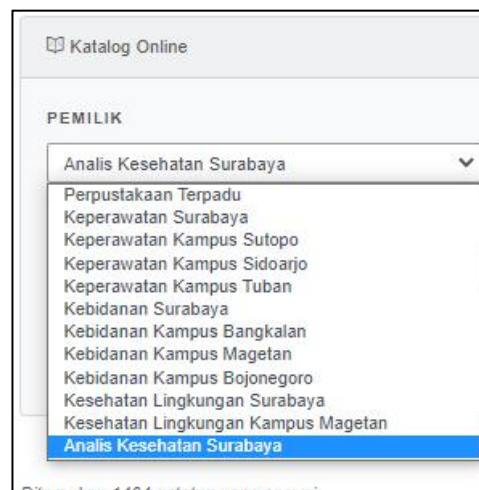 Katalog Online
PEMILIK
Analis Kesehatan Surabaya
Perpustakaan Terpadu
Keperawatan Surabaya
Keperawatan Kampus Sutopo
Keperawatan Kampus Sidoarjo
Keperawatan Kampus Tuban
Kebidanan Surabaya
Kebidanan Kampus Bangkalan
Kebidanan Kampus Magetan
Kebidanan Kampus Bojonegoro
Kesehatan Lingkungan Surabaya
Kesehatan Lingkungan Kampus Magetan
Analis Kesehatan Surabaya